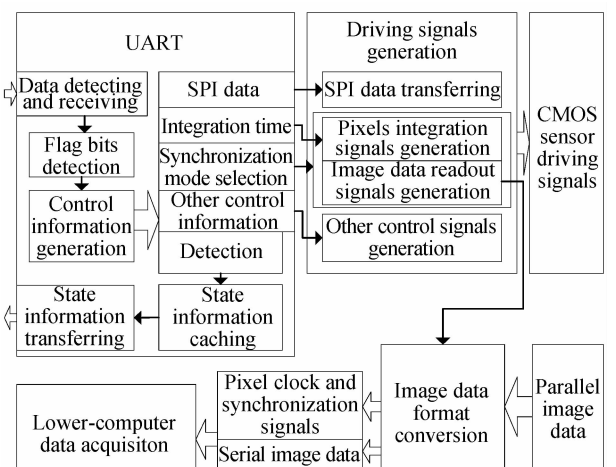 UART
Data detecting
and receiving
Flag bits
detection
Control
information
generation
SPI data
Integration time
Synchronization
mode selection
Other control
information
Detection
State
information
caching
State
information
transferring
Driving signals
generation
SPI data transferring
Pixels integration
signals generation
Image data readout
signals generation
Other control signals
generation
CMOS
sensor
driving
signals
Parallel
image
data
Image data
format
conversion
Pixel clock and
synchronization
signals
Serial image data
Lower-computer
data acquisiton